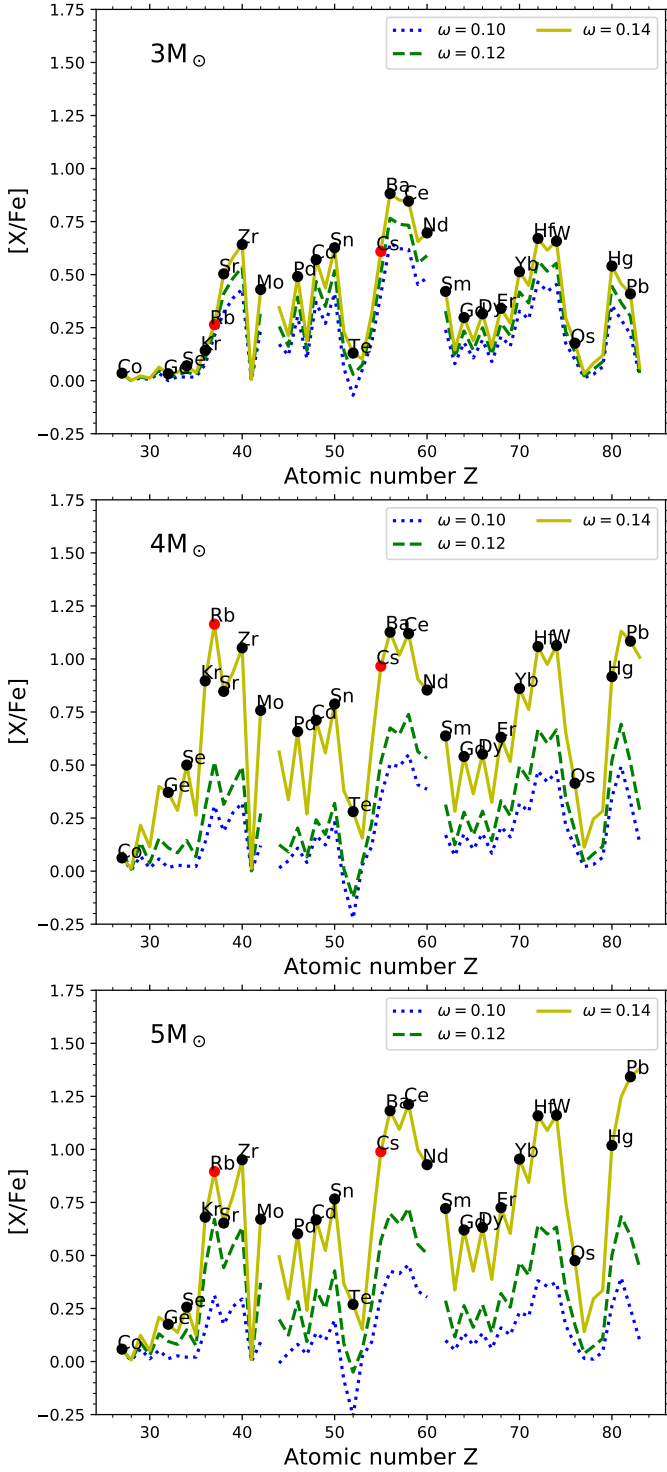 1.75
1.50
1.25
1.00
0.75
0.50
0.25
0.00
−0.25
[X/Fe]
3M⊙
ω = 0.10 ω = 0.14
ω = 0.12
Co Ge Se Kr Rb Sr Zr Mo Pd Cd Sn Te Cs Ba Ce Nd Sm Gd Dy Er Yb Hf W Os Hg Pb
30 40 50 60 70 80
Atomic number Z
1.75
1.50
1.25
1.00
0.75
0.50
0.25
0.00
−0.25
[X/Fe]
4M⊙
ω = 0.10 ω = 0.14
ω = 0.12
Co Ge Se Kr Rb Sr Zr Mo Pd Cd Sn Te Cs Ba Ce Nd Sm Gd Dy Er Yb Hf W Os Hg Pb
30 40 50 60 70 80
Atomic number Z
1.75
1.50
1.25
1.00
0.75
0.50
0.25
0.00
−0.25
[X/Fe]
5M⊙
ω = 0.10 ω = 0.14
ω = 0.12
Co Ge Se Kr Rb Sr Zr Mo Pd Cd Sn Te Cs Ba Ce Nd Sm Gd Dy Er Yb Hf W Os Hg Pb
30 40 50 60 70 80
Atomic number Z